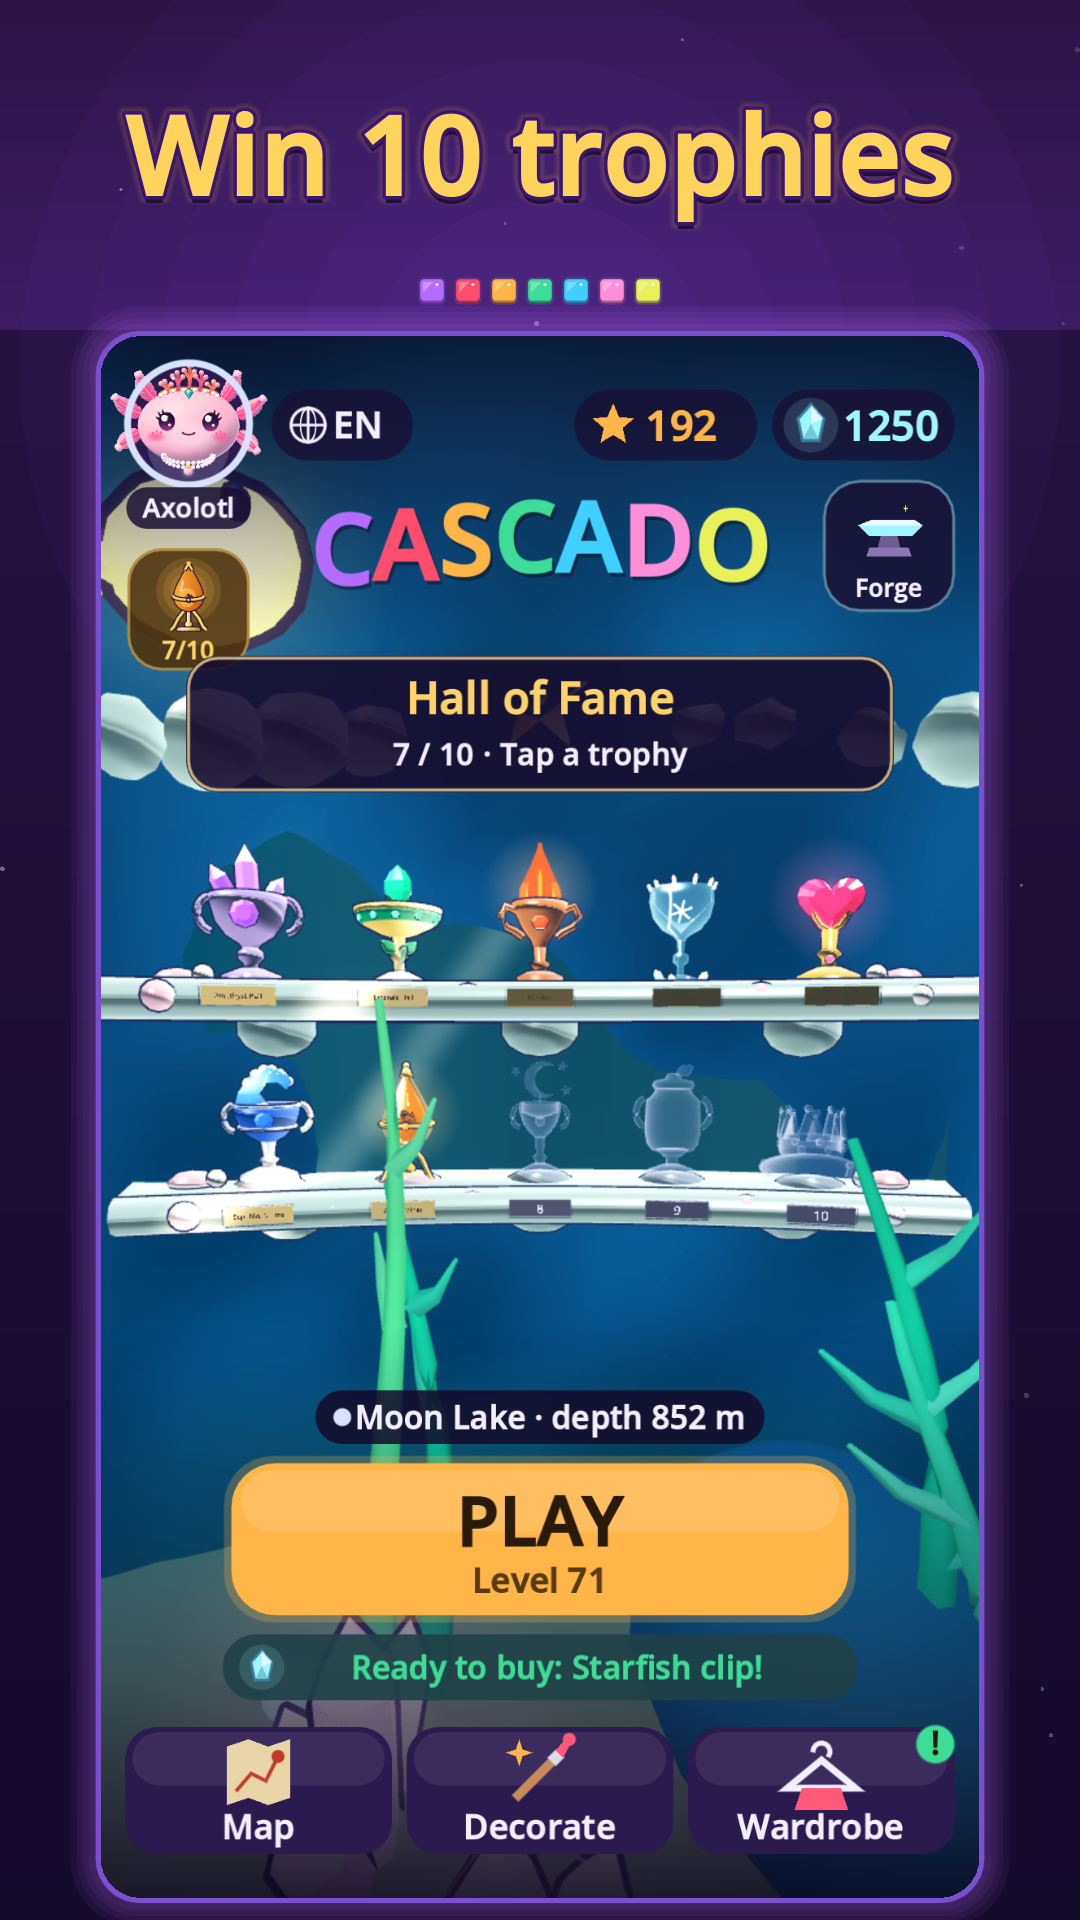 Win 10 trophies
EN
192
1250
Axolotl
CASCADO
Forge
7/10
Hall of Fame
7 / 10 · Tap a trophy
8
9
10
Moon Lake · depth 852 m
PLAY
Level 71
Ready to buy: Starfish clip!
!
Map
Decorate
Wardrobe